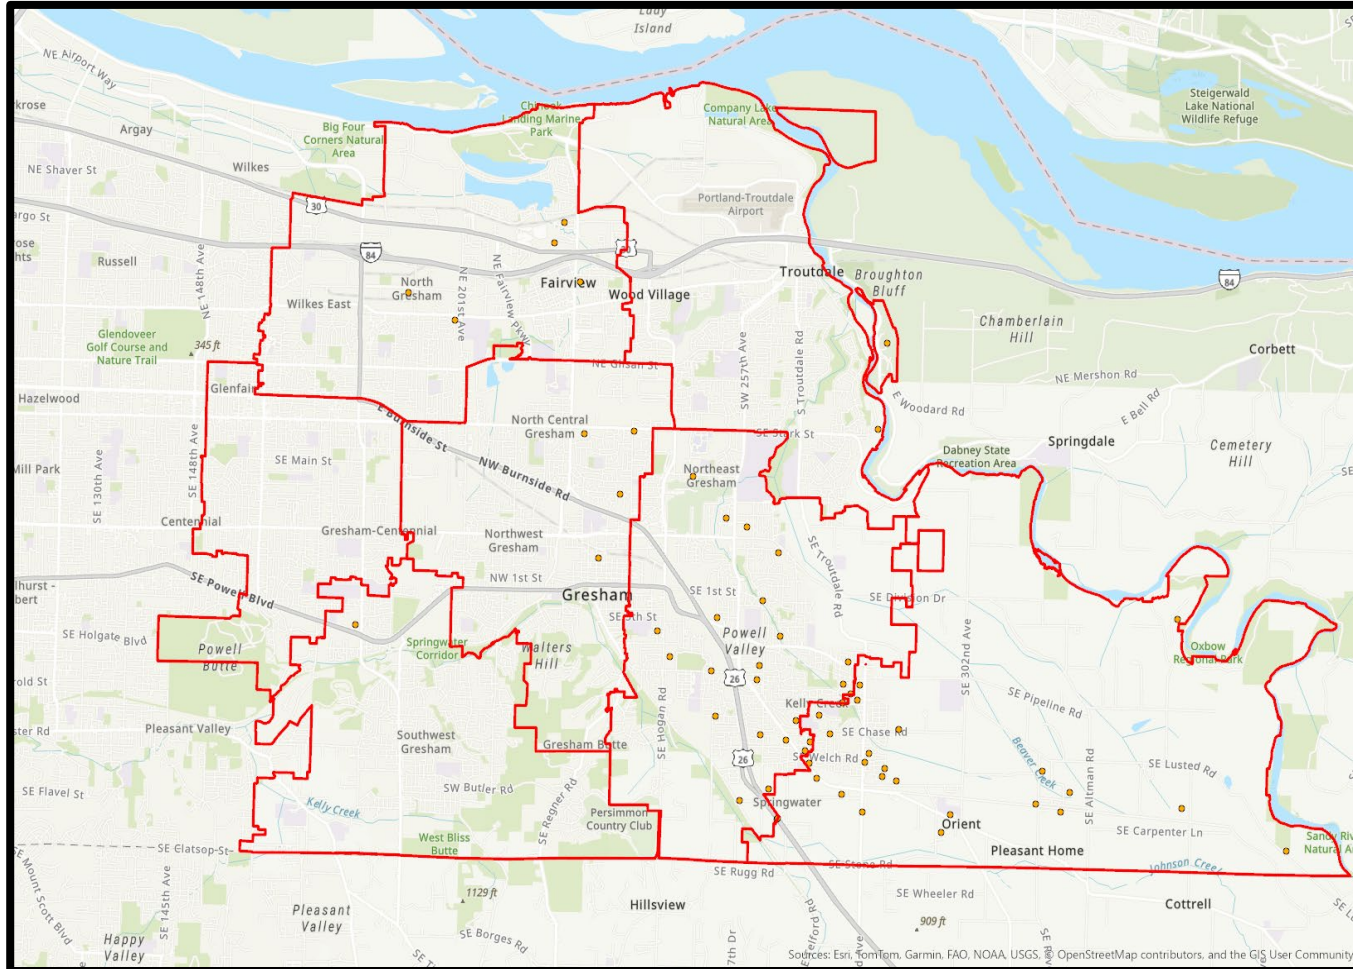 Lady
Island
NE Airport Way
Steigerwald
Lake National
Wildlife Refuge
Chinook
Landing Marine
Park
Company Lake
Natural Area
Big Four
Corners Natural
Area
Argay
Wilkes
NE Shaver St
30
Portland-Troutdale
Airport
84
Russell
NE 148th Ave
North
Gresham
NE 201st Ave
NE Fairview Pkwy
Fairview
Wood Village
Troutdale
Broughton
Bluff
84
Wilkes East
Chamberlain
Hill
Glendoveer
Golf Course and
Nature Trail
345 ft
Corbett
NE Glisan St
SW 257th Ave
S Troutdale Rd
NE Mershon Rd
Glenfair
Hazelwood
E Burnside St
North Central
Gresham
E Woodard Rd
E Bell Rd
SE Stark St
Springdale
Cemetery
Hill
Mill Park
SE 130th Ave
SE 148th Ave
SE Main St
NW Burnside Rd
Northeast
Gresham
Dabney State
Recreation Area
Centennial
Gresham-Centennial
Northwest
Gresham
SE Troutdale Rd
SE Powell Blvd
NW 1st St
Gresham
SE 1st St
SE Division Dr
SE 5th St
SE Holgate Blvd
Powell
Butte
Springwater
Corridor
Walters
Hill
Powell
Valley
SE 302nd Ave
Oxbow
Regional Park
26
SE Hogan Rd
SE Pipeline Rd
Kelly Creek
Pleasant Valley
Southwest
Gresham
Gresham Butte
SE Chase Rd
Beaver Creek
SE Altman Rd
SE Welch Rd
26
SE Lusted Rd
SE Flavel St
SW Butler Rd
SE Regner Rd
Kelly Creek
Persimmon
Country Club
Springwater
Orient
SE Carpenter Ln
West Bliss
Butte
SE Clatsop St
Pleasant Home
SE Stone Rd
Johnson Creek
SE Rugg Rd
SE Mount Scott Blvd
SE 145th Ave
1129 ft
SE Wheeler Rd
Pleasant
Valley
Hillsview
Cottrell
909 ft
SE Borges Rd
Happy
Valley
Sources: Esri, TomTom, Garmin, FAO, NOAA, USGS, © OpenStreetMap contributors, and the GIS User Community